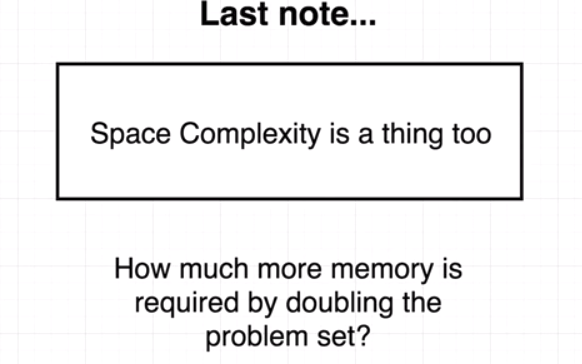 Last note...
Space Complexity is a thing too
How much more memory is
required by doubling the
problem set?